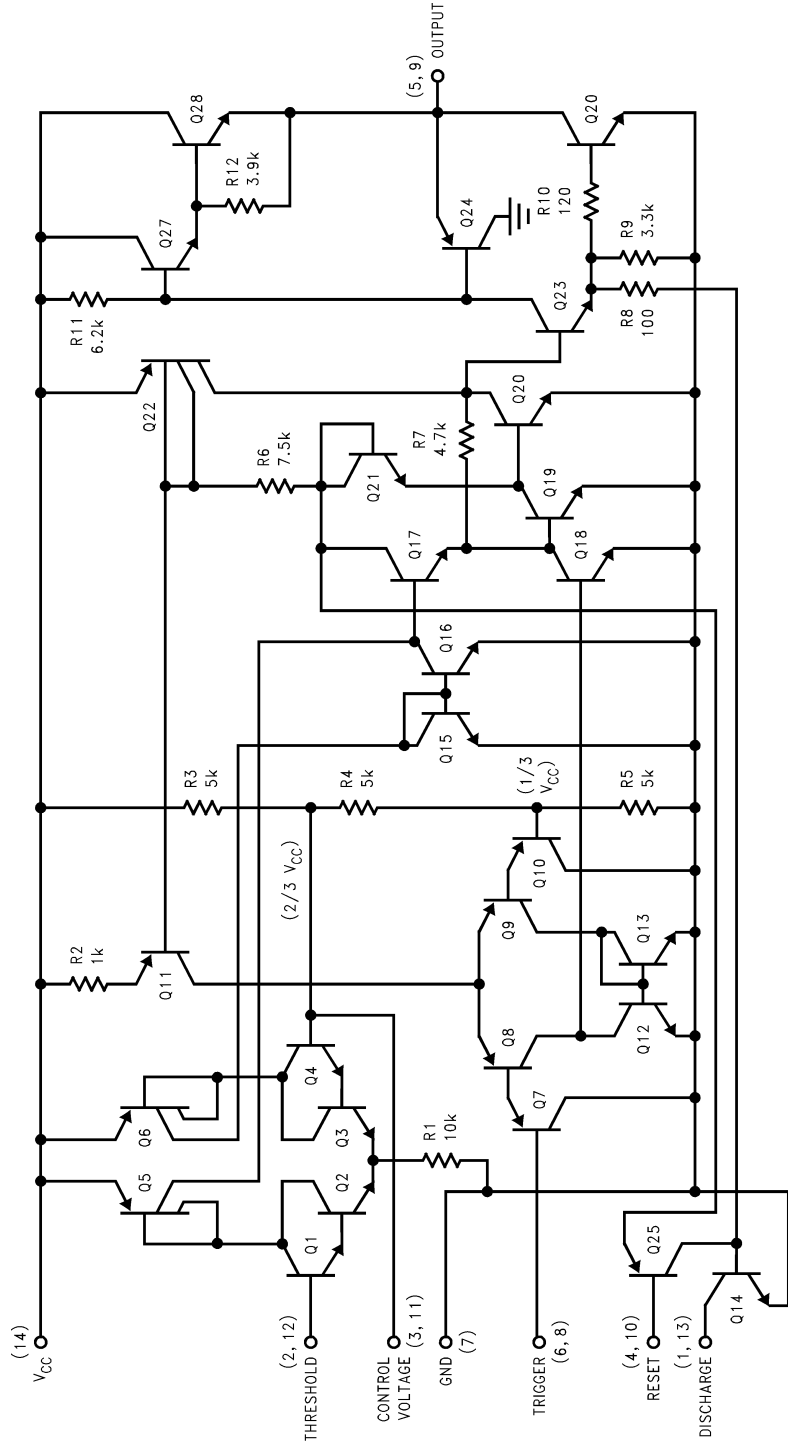 (14)
VCC
(2, 12)
THRESHOLD
CONTROL
VOLTAGE (3, 11)
GND
(7)
TRIGGER
(6, 8)
RESET
(4, 10)
DISCHARGE
(1, 13)
Q5
Q6
Q1
Q2
Q3
Q4
R1
10k
Q7
Q8
Q9
Q10
Q12
Q13
Q25
Q14
R2
1k
Q11
(2/3 VCC)
R3
5k
R4
5k
(1/3
VCC)
R5
5k
Q15
Q16
Q17
Q18
Q19
Q20
Q21
R6
7.5k
R7
4.7k
Q22
R11
6.2k
Q27
Q28
R12
3.9k
Q24
Q23
R8
100
R9
3.3k
R10
120
Q20
(5, 9)
OUTPUT